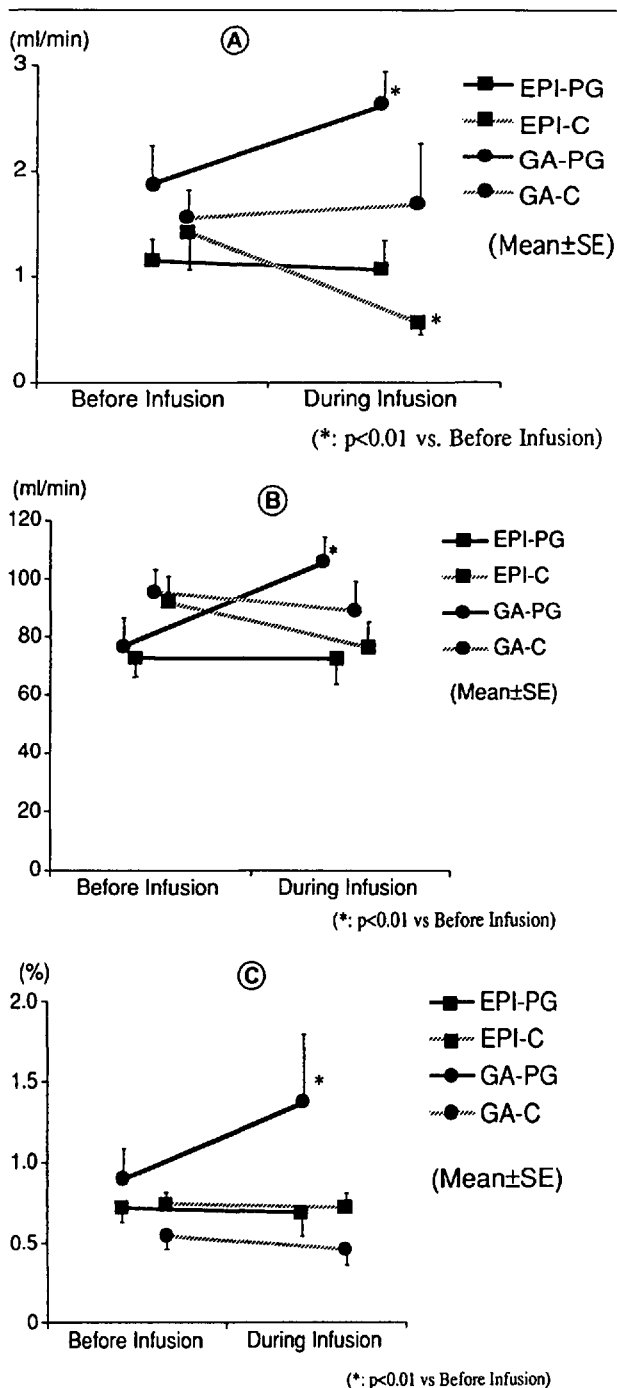 Ⓐ
(ml/min)
3
2
1
0
*
*
EPI-PG
EPI-C
GA-PG
GA-C
(Mean±SE)
Before Infusion During Infusion
(*: p<0.01 vs. Before Infusion)
Ⓑ
(ml/min)
120
100
80
60
40
20
0
*
EPI-PG
EPI-C
GA-PG
GA-C
(Mean±SE)
Before Infusion During Infusion
(*: p<0.01 vs Before Infusion)
Ⓒ
(%)
2.0
1.5
1.0
0.5
0
*
EPI-PG
EPI-C
GA-PG
GA-C
(Mean±SE)
Before Infusion During Infusion
(*: p<0.01 vs Before Infusion)